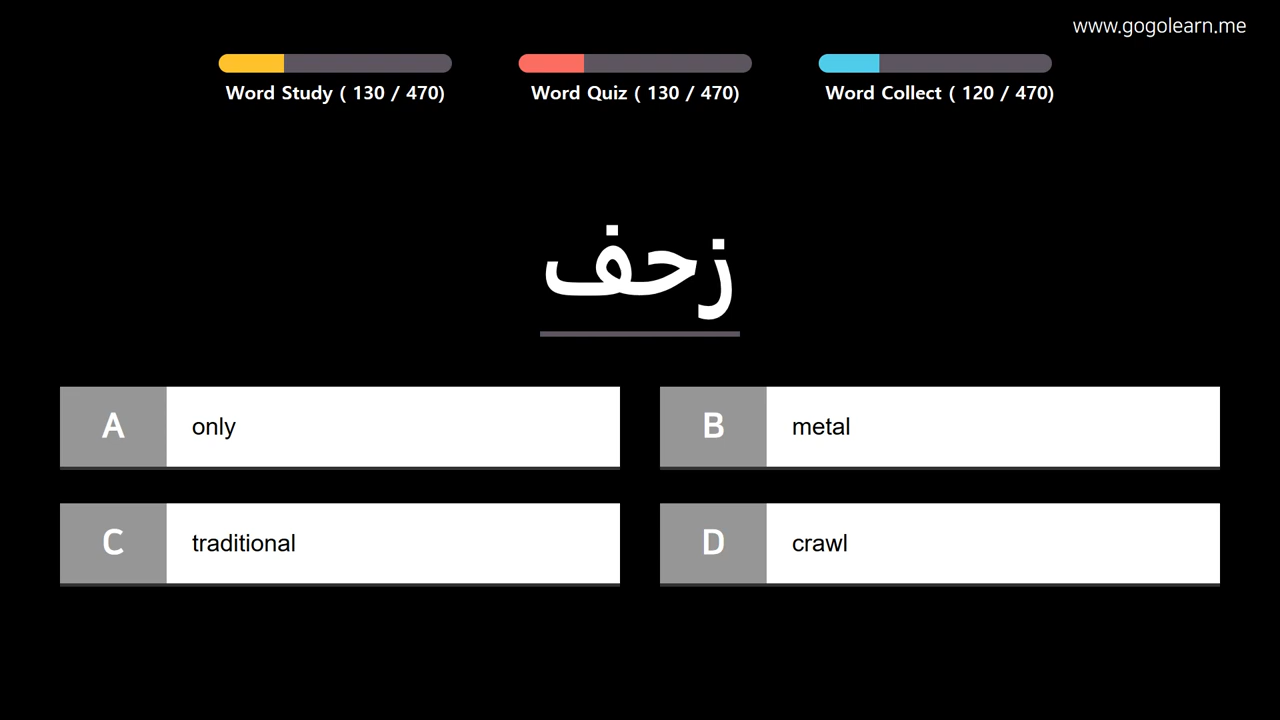 www.gogolearn.me
Word Study ( 130 / 470)
Word Quiz ( 130 / 470)
Word Collect ( 120 / 470)
زحف
A only
B metal
C traditional
D crawl